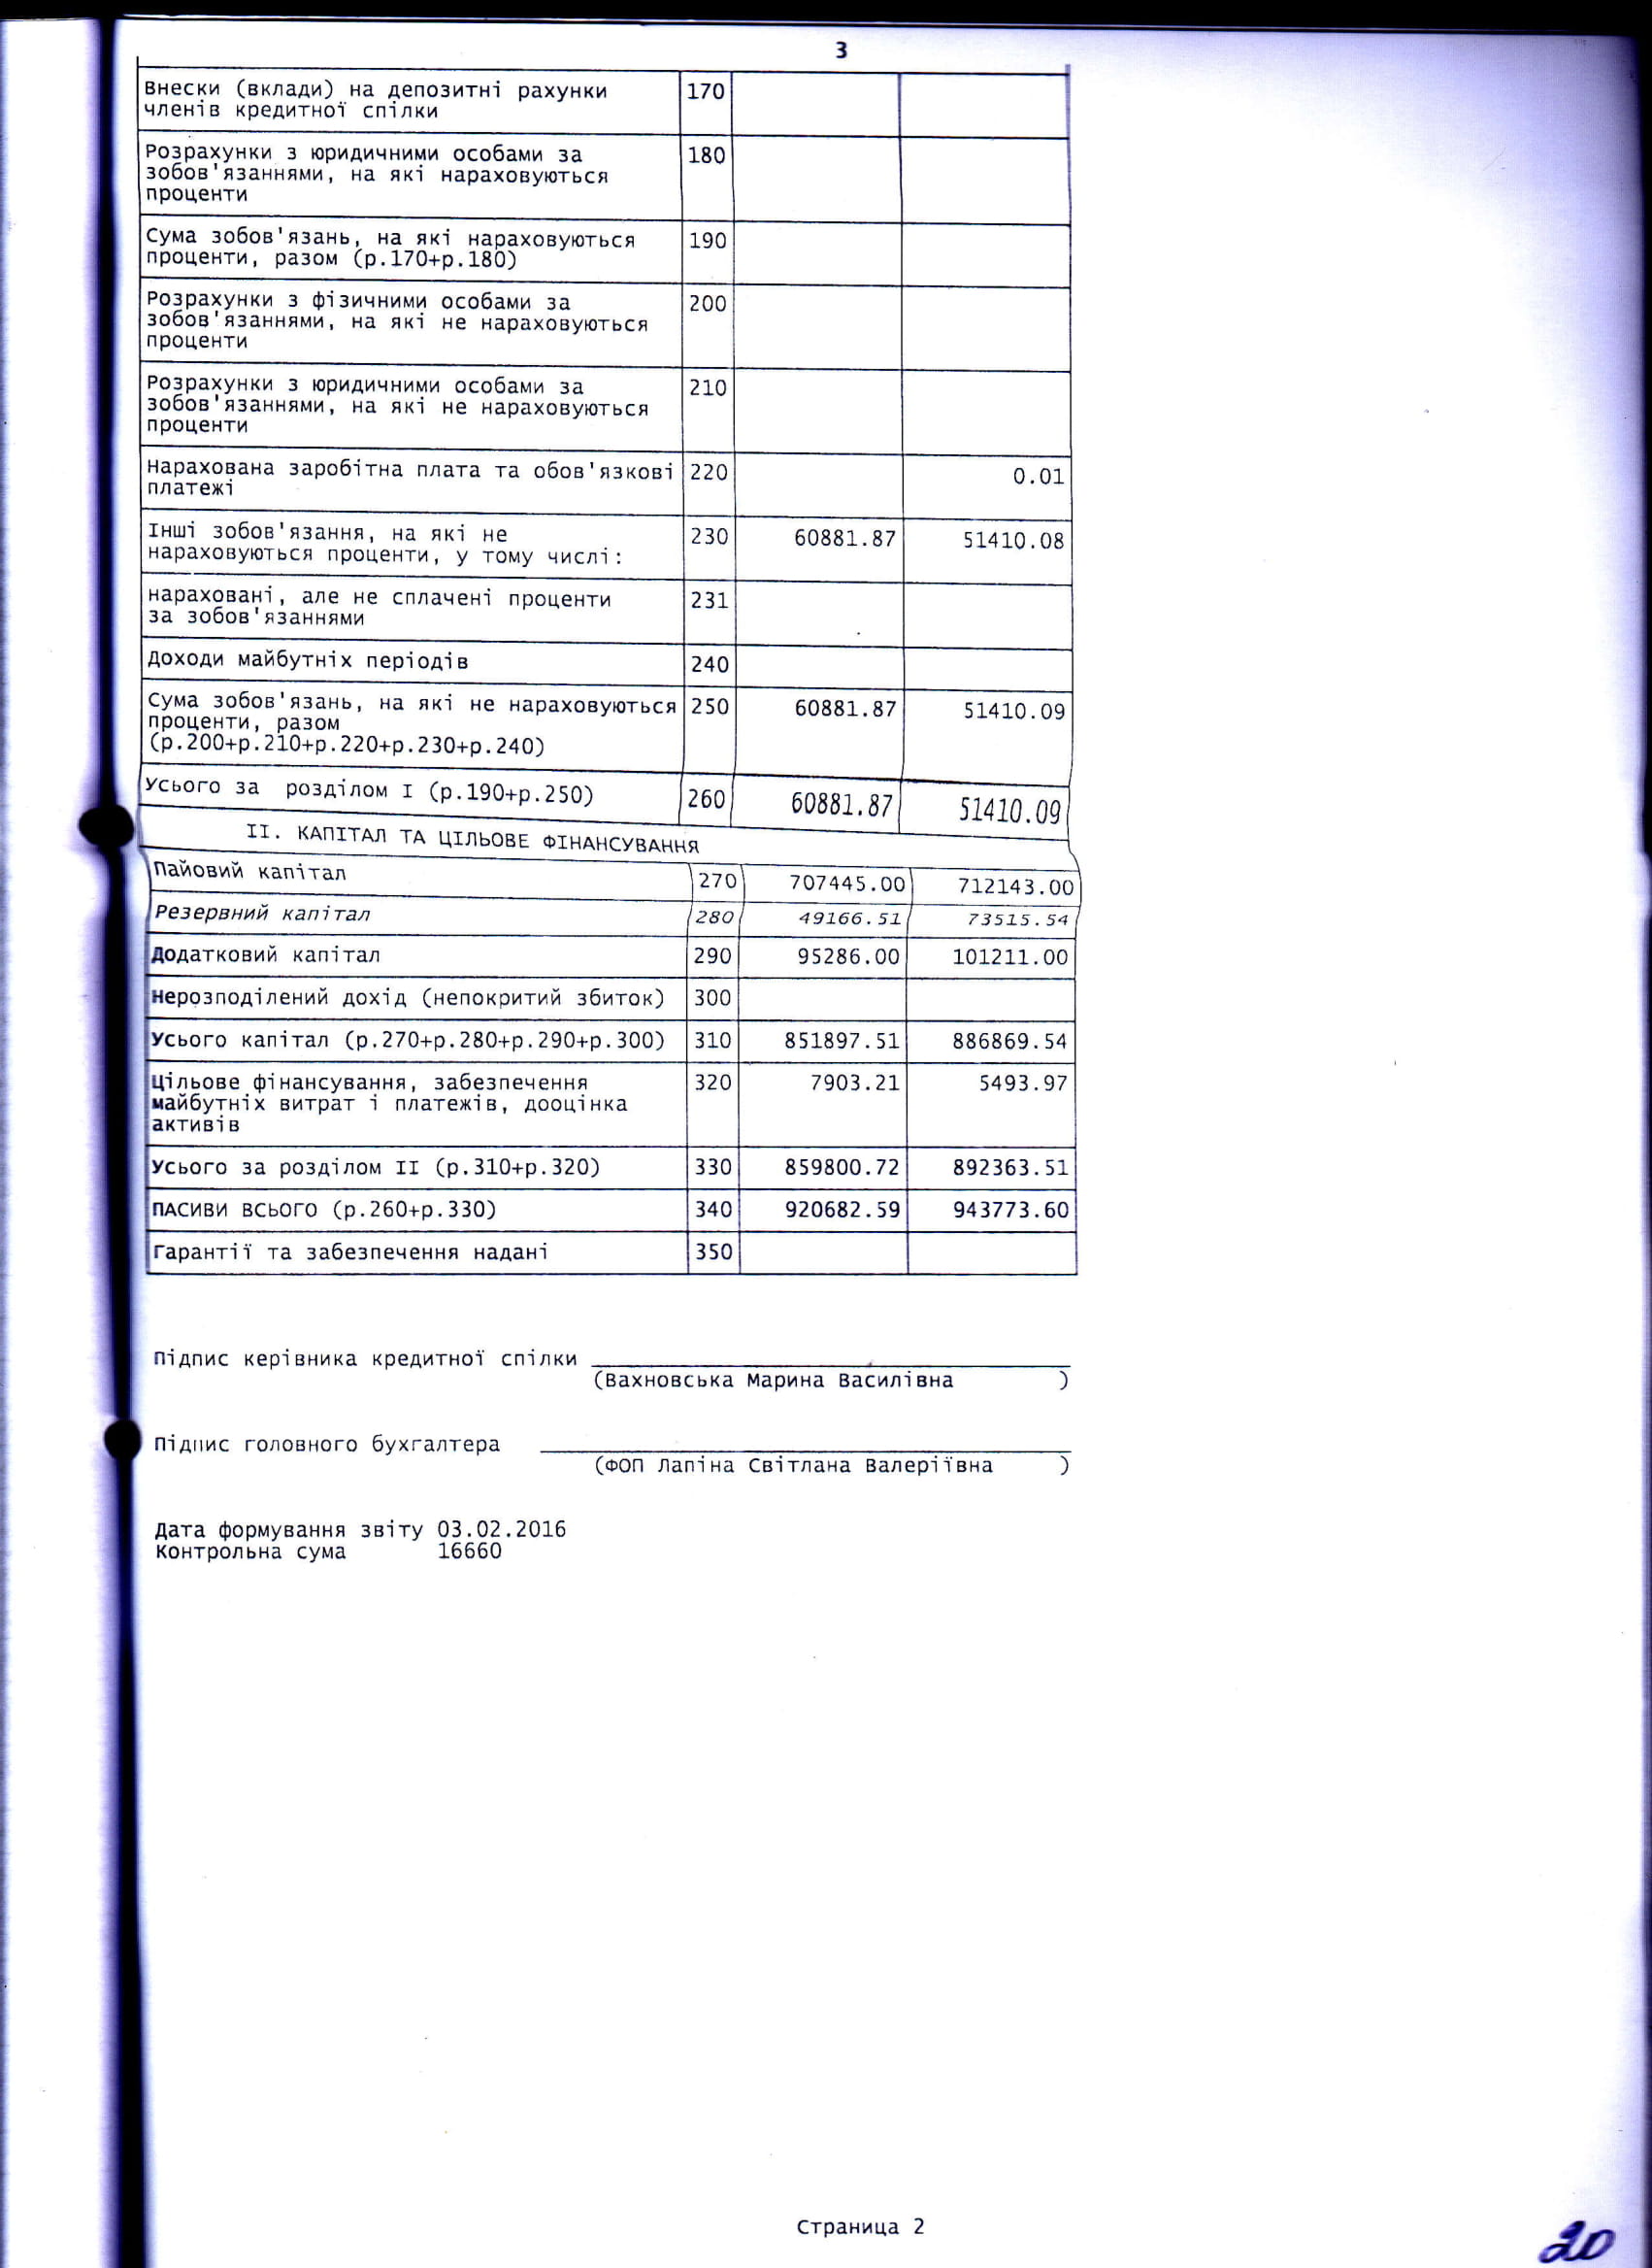 3
Внески (вклади) на депозитні рахунки 170
членів кредитної спілки
Розрахунки з юридичними особами за 180
зобов'язаннями, на які нараховуються
проценти
Сума зобов'язань, на які нараховуються 190
проценти, разом (р.170+р.180)
Розрахунки з фізичними особами за 200
зобов'язаннями, на які не нараховуються
проценти
Розрахунки з юридичними особами за 210
зобов'язаннями, на які не нараховуються
проценти
Нарахована заробітна плата та обов'язкові 220 0.01
платежі
Інші зобов'язання, на які не 230 60881.87 51410.08
нараховуються проценти, у тому числі:
нараховані, але не сплачені проценти 231
за зобов'язаннями
Доходи майбутніх періодів 240
Сума зобов'язань, на які не нараховуються 250 60881.87 51410.09
проценти, разом
(р.200+р.210+р.220+р.230+р.240)
Усього за розділом I (р.190+р.250) 260 60881.87 51410.09
II. КАПІТАЛ ТА ЦІЛЬОВЕ ФІНАНСУВАННЯ
Пайовий капітал 270 707445.00 712143.00
Резервний капітал 280 49166.51 73515.54
Додатковий капітал 290 95286.00 101211.00
Нерозподілений дохід (непокритий збиток) 300
Усього капітал (р.270+р.280+р.290+р.300) 310 851897.51 886869.54
Цільове фінансування, забезпечення 320 7903.21 5493.97
майбутніх витрат і платежів, дооцінка
активів
Усього за розділом II (р.310+р.320) 330 859800.72 892363.51
ПАСИВИ ВСЬОГО (р.260+р.330) 340 920682.59 943773.60
Гарантії та забезпечення надані 350
Підпис керівника кредитної спілки
(Вахновська Марина Василівна )
Підпис головного бухгалтера
(ФОП Лапіна Світлана Валеріївна )
Дата формування звіту 03.02.2016
Контрольна сума 16660
Страница 2
20